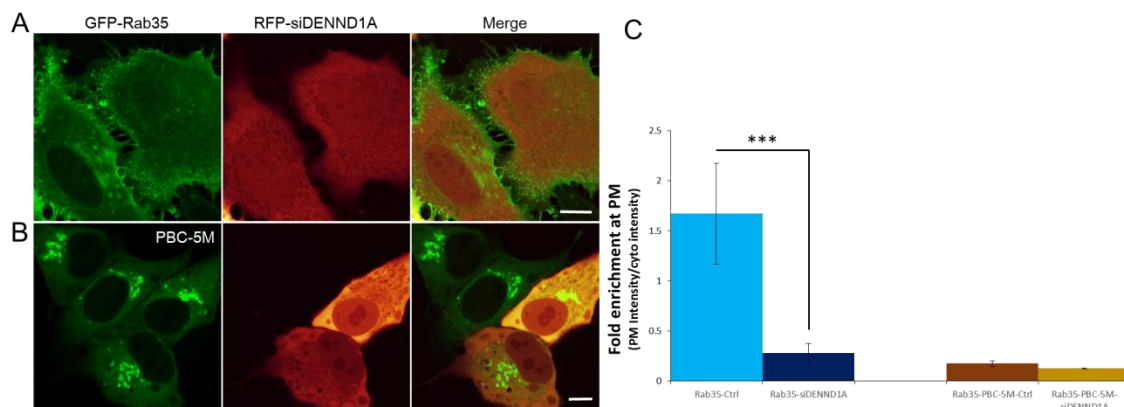 A
GFP-Rab35
RFP-siDENND1A
Merge
B
PBC-5M
C
Fold enrichment at PM
(PM Intensity/cyto intensity)
2.5
2
1.5
1
0.5
0
***
Rab35-Ctrl
Rab35-siDENND1A
Rab35-PBC-5M-Ctrl
Rab35-PBC-5M-
siDENND1A